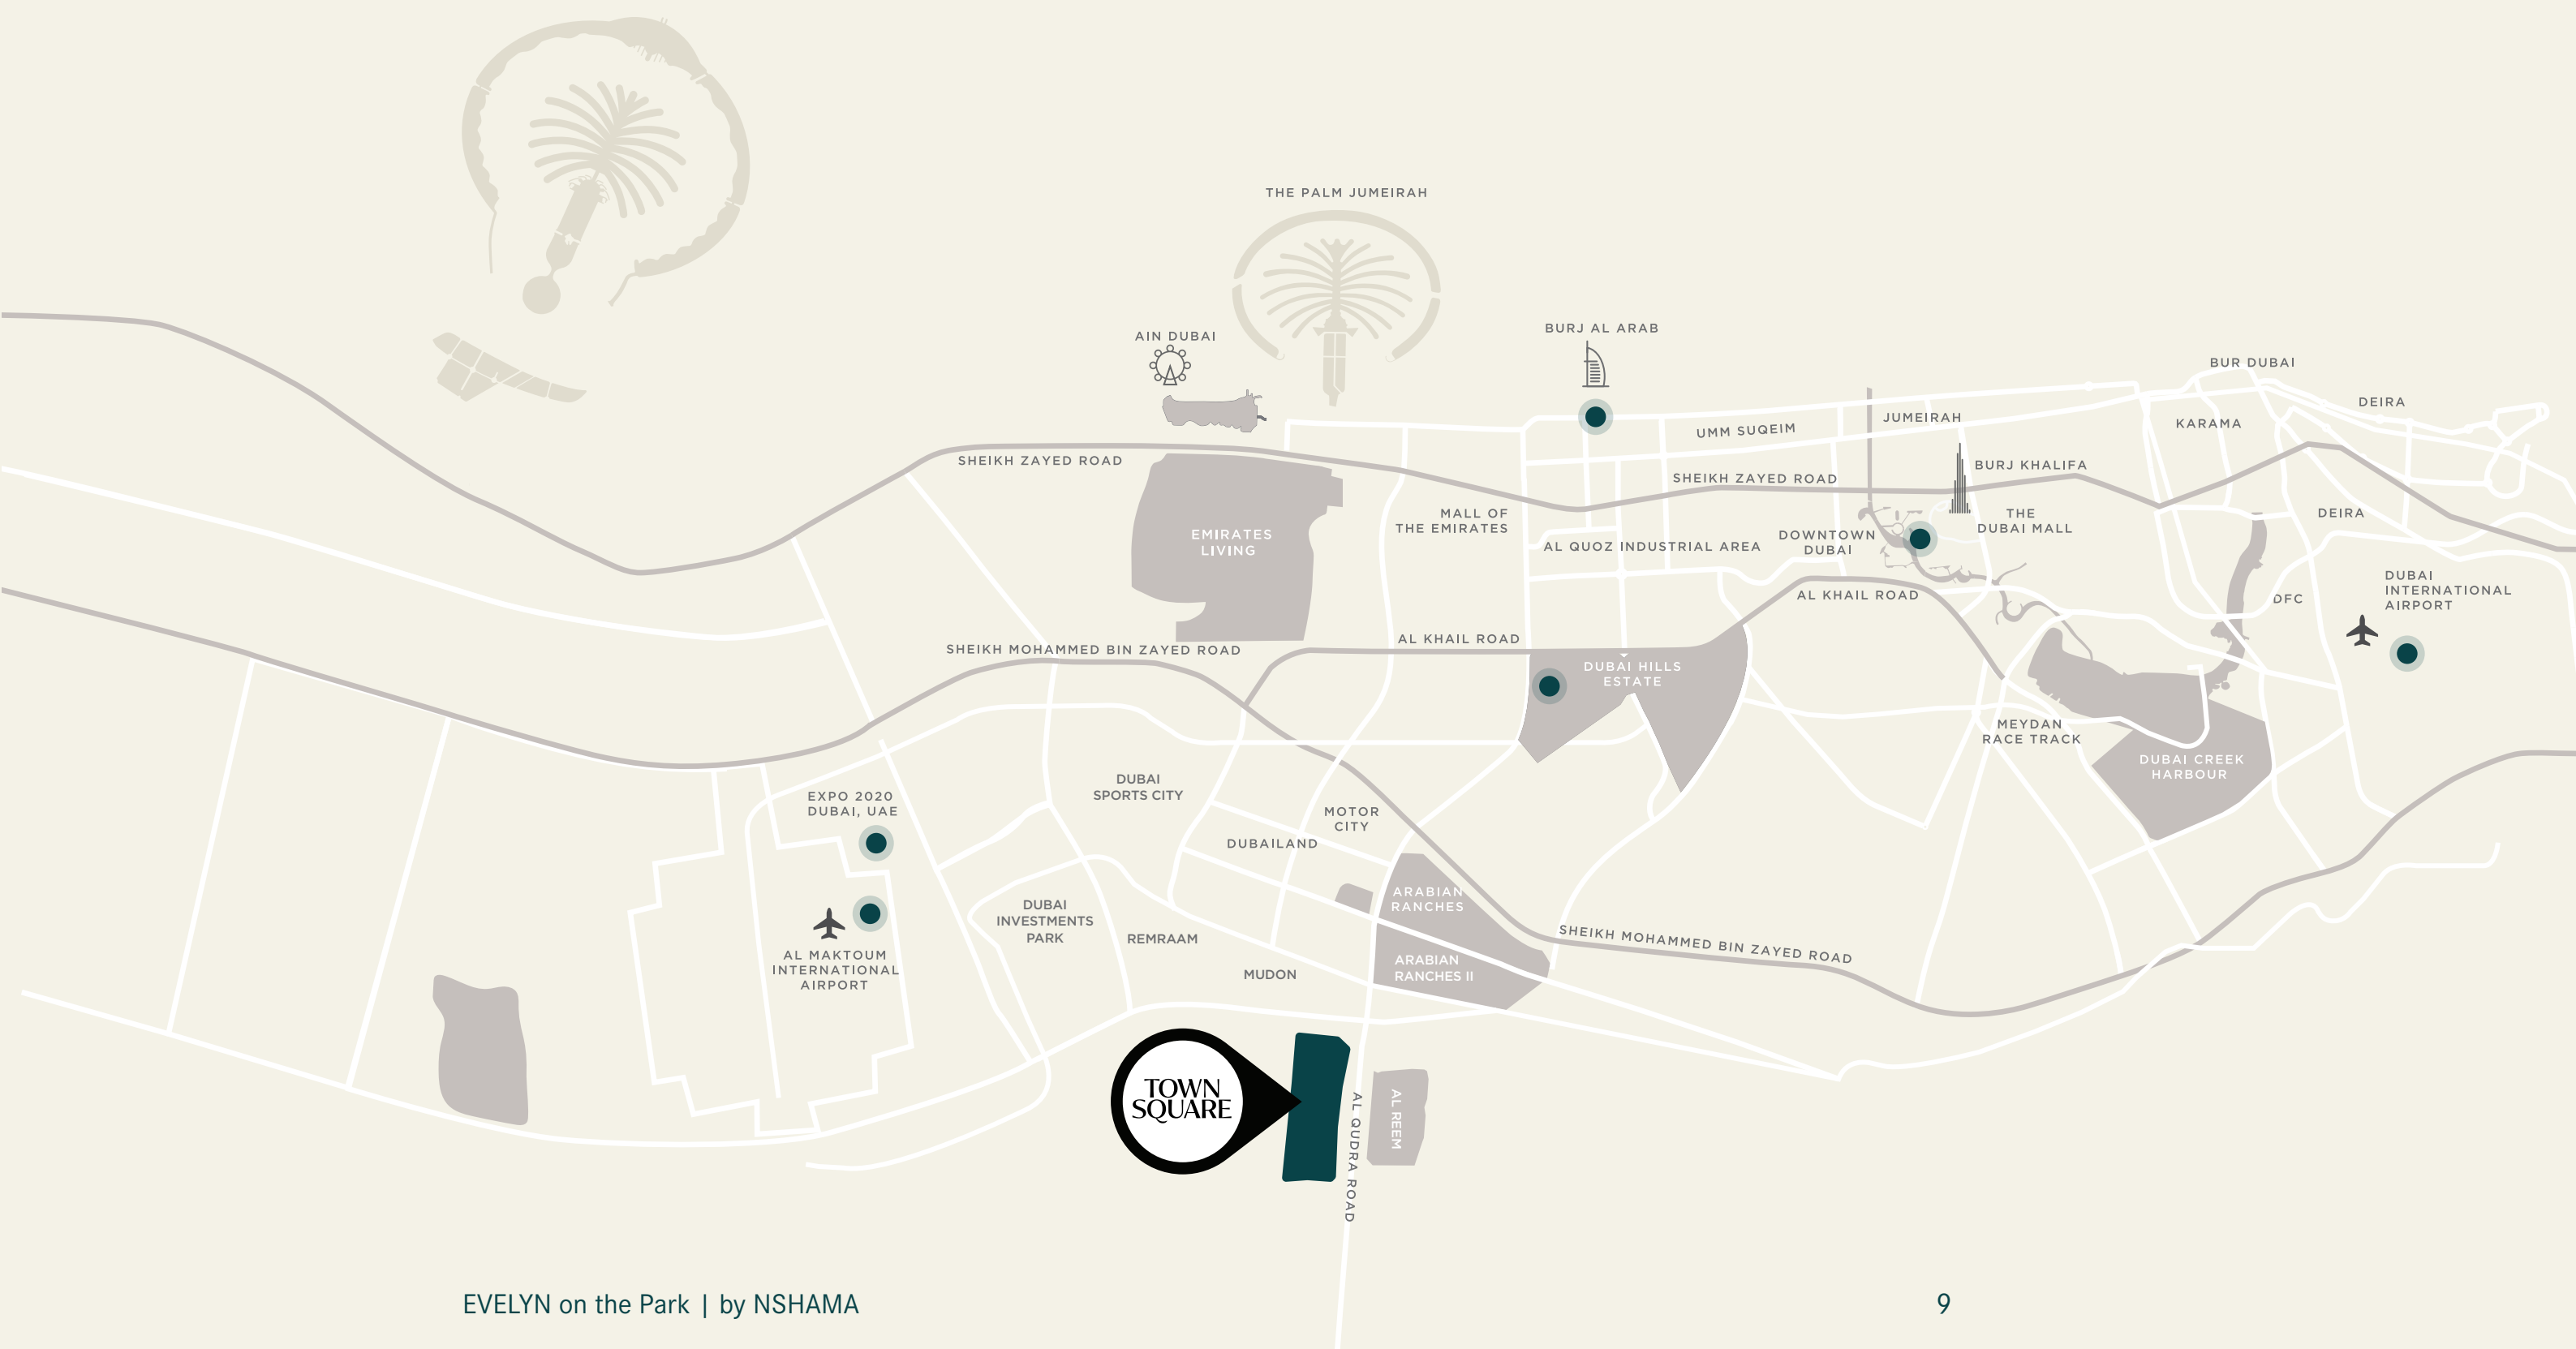 THE PALM JUMEIRAH
AIN DUBAI
BURJ AL ARAB
BUR DUBAI
DEIRA
KARAMA
JUMEIRAH
UMM SUQEIM
SHEIKH ZAYED ROAD
BURJ KHALIFA
SHEIKH ZAYED ROAD
MALL OF
THE EMIRATES
THE
DUBAI MALL
DEIRA
EMIRATES
LIVING
DOWNTOWN
DUBAI
AL QUOZ INDUSTRIAL AREA
DUBAI
INTERNATIONAL
AIRPORT
AL KHAIL ROAD
DFC
AL KHAIL ROAD
SHEIKH MOHAMMED BIN ZAYED ROAD
DUBAI HILLS
ESTATE
MEYDAN
RACE TRACK
DUBAI CREEK
HARBOUR
DUBAI
SPORTS CITY
EXPO 2020
DUBAI, UAE
MOTOR
CITY
DUBAILAND
ARABIAN
RANCHES
DUBAI
INVESTMENTS
PARK
REMRAAM
SHEIKH MOHAMMED BIN ZAYED ROAD
AL MAKTOUM
INTERNATIONAL
AIRPORT
ARABIAN
RANCHES II
MUDON
TOWN
SQUARE
AL QUDRA ROAD
AL REEM
EVELYN on the Park | by NSHAMA
9